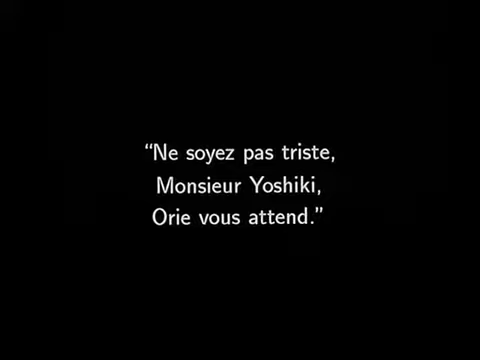 “Ne soyez pas triste,
Monsieur Yoshiki,
Orie vous attend.”